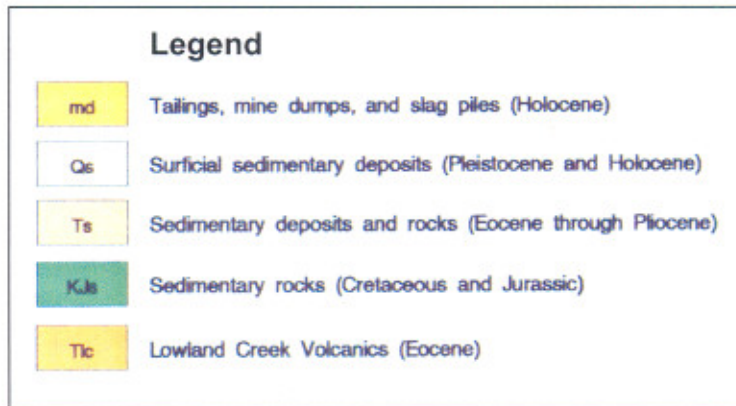 Legend
md Tailings, mine dumps, and slag piles (Holocene)
Qs Surficial sedimentary deposits (Pleistocene and Holocene)
Ts Sedimentary deposits and rocks (Eocene through Pliocene)
KJs Sedimentary rocks (Cretaceous and Jurassic)
Tlc Lowland Creek Volcanics (Eocene)